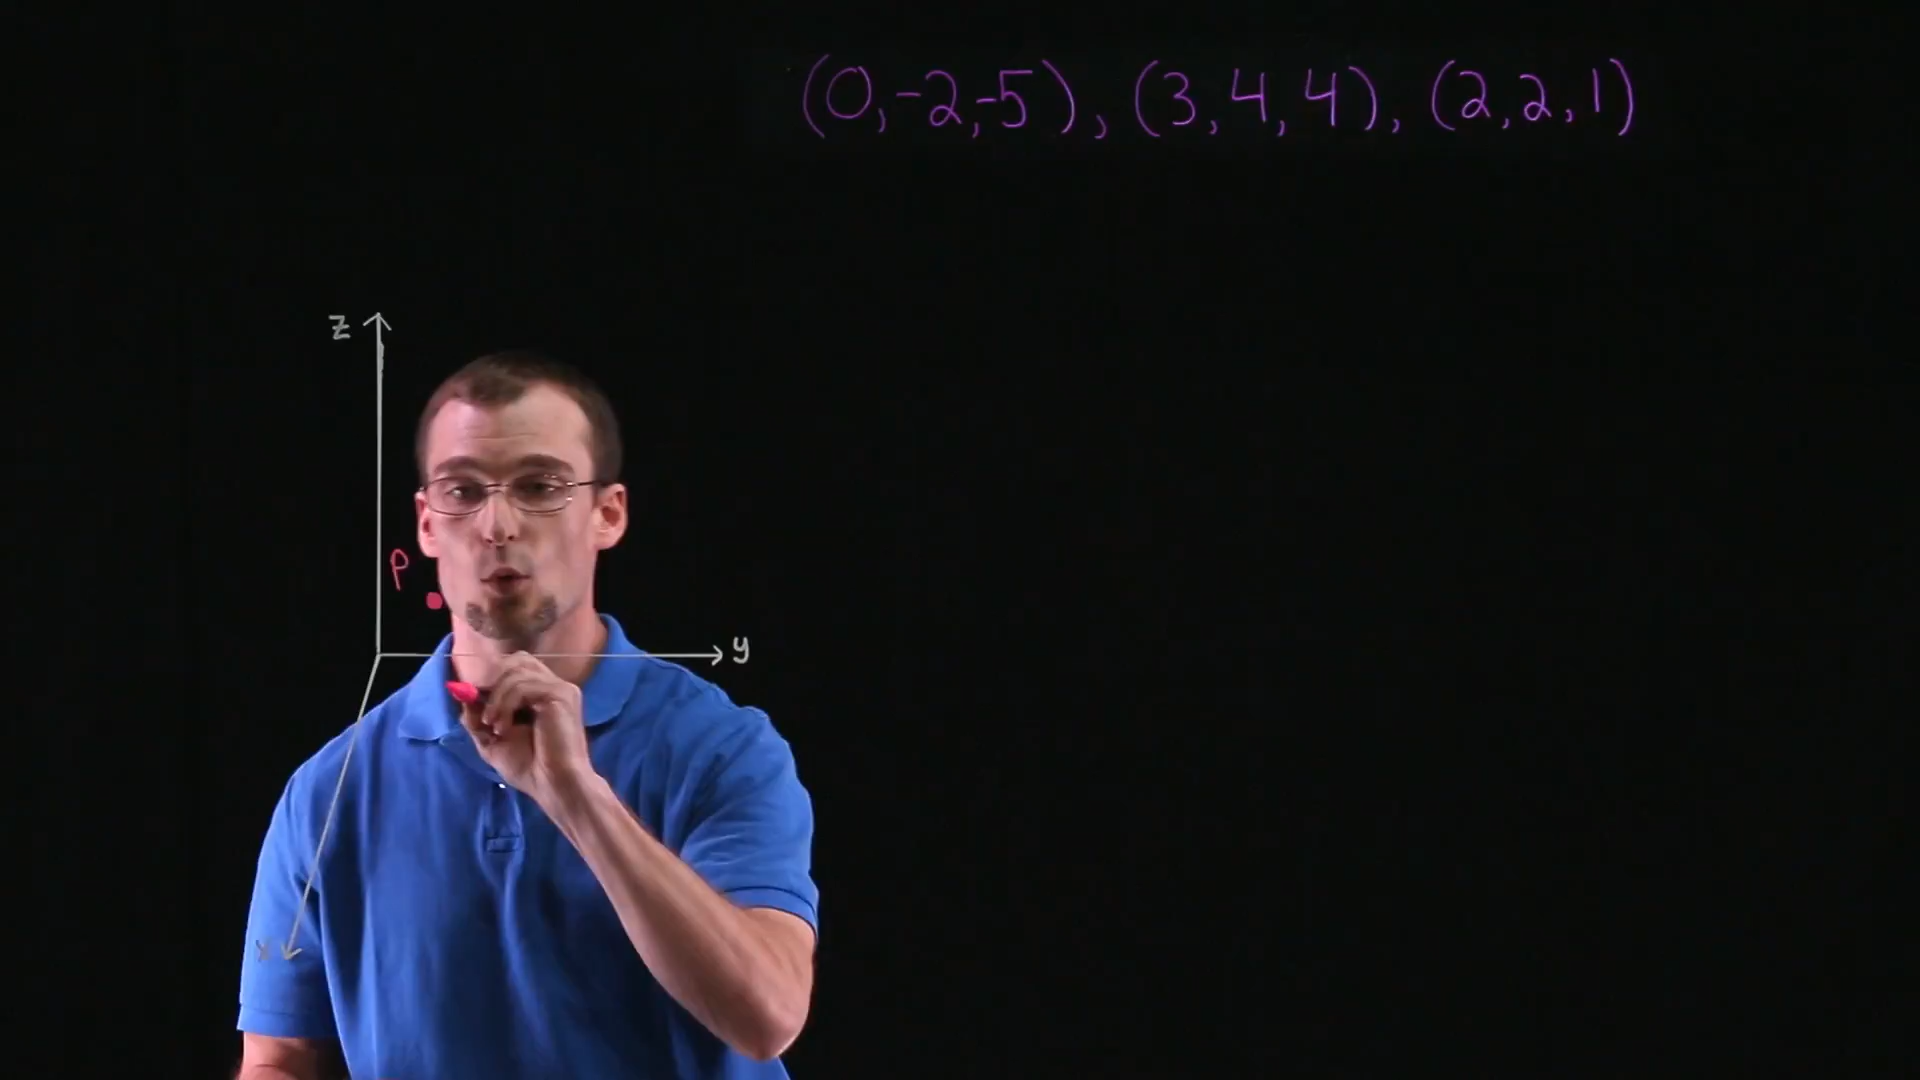 (0,-2,-5), (3,4,4), (2,2,1)
z
P
y
x